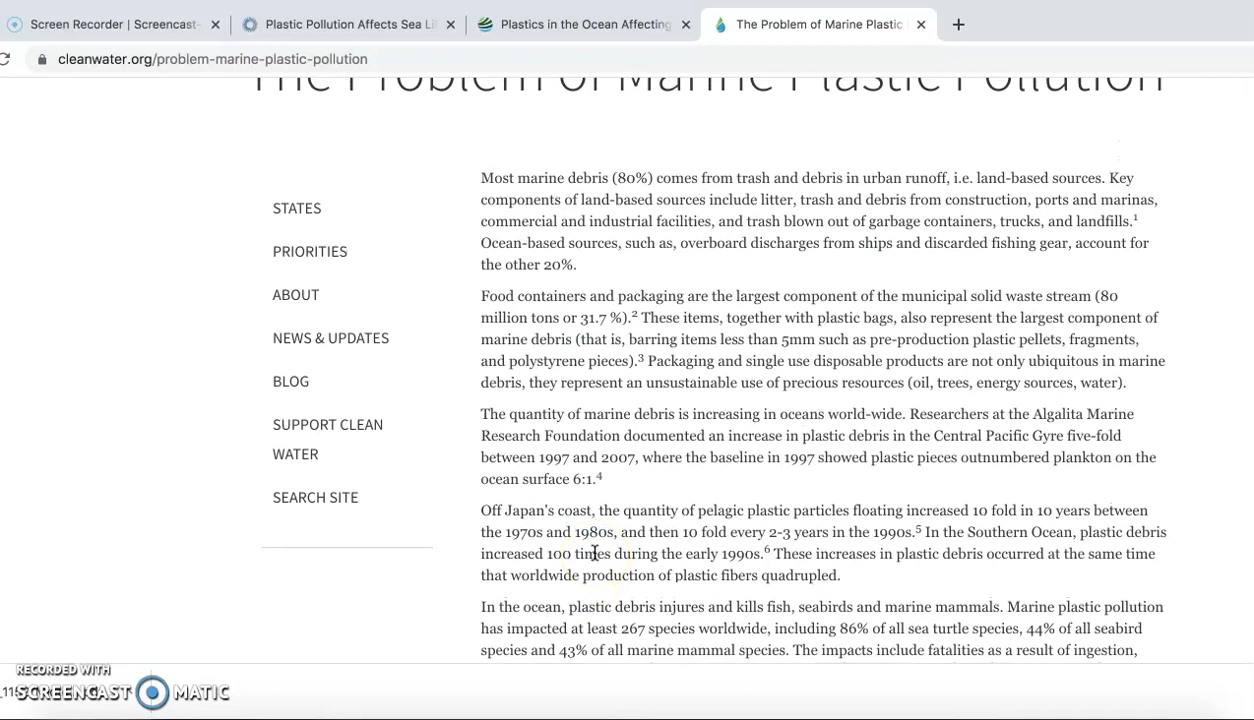 Screen Recorder | Screencast-
Plastic Pollution Affects Sea Li
Plastics in the Ocean Affecting
The Problem of Marine Plastic
cleanwater.org/problem-marine-plastic-pollution
The Problem of Marine Plastic Pollution
STATES
PRIORITIES
ABOUT
NEWS & UPDATES
BLOG
SUPPORT CLEAN
WATER
SEARCH SITE
Most marine debris (80%) comes from trash and debris in urban runoff, i.e. land-based sources. Key
components of land-based sources include litter, trash and debris from construction, ports and marinas,
commercial and industrial facilities, and trash blown out of garbage containers, trucks, and landfills.¹
Ocean-based sources, such as, overboard discharges from ships and discarded fishing gear, account for
the other 20%.
Food containers and packaging are the largest component of the municipal solid waste stream (80
million tons or 31.7 %).² These items, together with plastic bags, also represent the largest component of
marine debris (that is, barring items less than 5mm such as pre-production plastic pellets, fragments,
and polystyrene pieces).³ Packaging and single use disposable products are not only ubiquitous in marine
debris, they represent an unsustainable use of precious resources (oil, trees, energy sources, water).
The quantity of marine debris is increasing in oceans world-wide. Researchers at the Algalita Marine
Research Foundation documented an increase in plastic debris in the Central Pacific Gyre five-fold
between 1997 and 2007, where the baseline in 1997 showed plastic pieces outnumbered plankton on the
ocean surface 6:1.⁴
Off Japan's coast, the quantity of pelagic plastic particles floating increased 10 fold in 10 years between
the 1970s and 1980s, and then 10 fold every 2-3 years in the 1990s.⁵ In the Southern Ocean, plastic debris
increased 100 times during the early 1990s.⁶ These increases in plastic debris occurred at the same time
that worldwide production of plastic fibers quadrupled.
In the ocean, plastic debris injures and kills fish, seabirds and marine mammals. Marine plastic pollution
has impacted at least 267 species worldwide, including 86% of all sea turtle species, 44% of all seabird
species and 43% of all marine mammal species. The impacts include fatalities as a result of ingestion,
RECORDED WITH
SCREENCAST MATIC